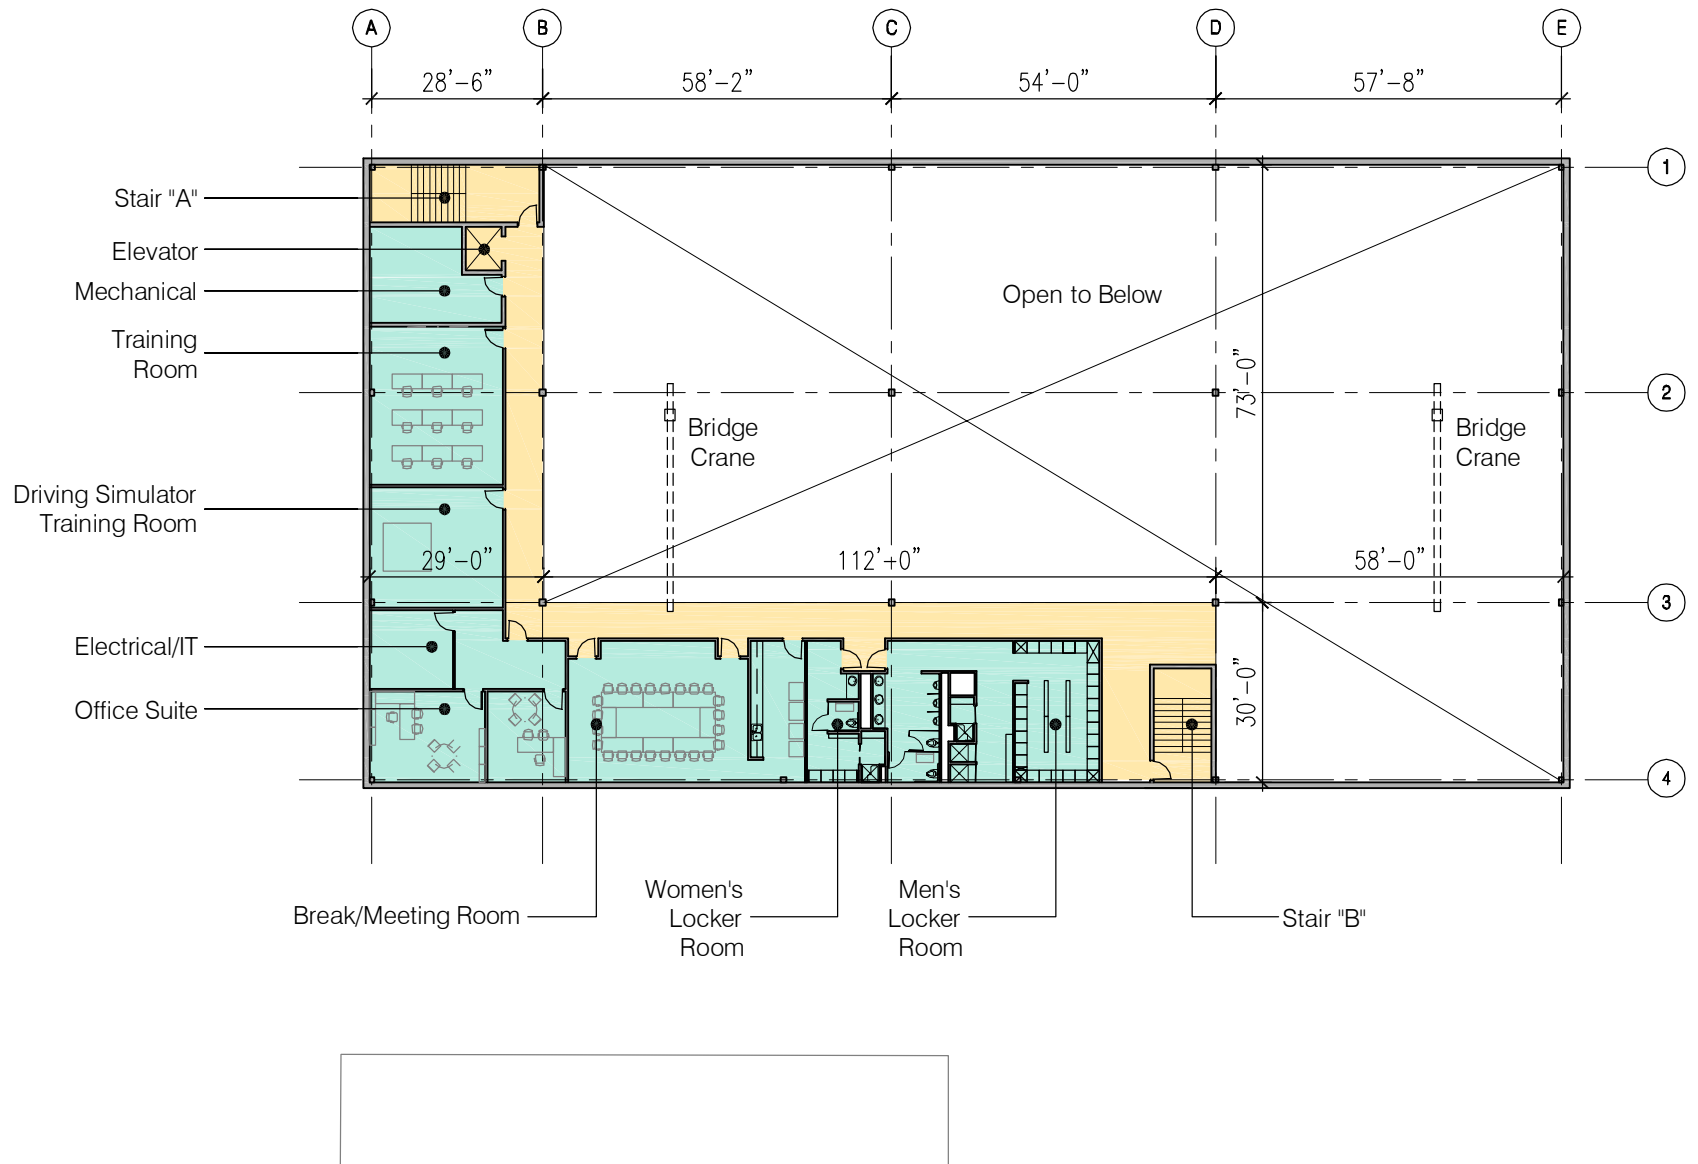 A B C D E
28'-6" 58'-2" 54'-0" 57'-8"
1
Stair "A"
Elevator
Mechanical
Open to Below
Training
Room
73'-0"
2
Bridge
Crane
Bridge
Crane
Driving Simulator
Training Room
29'-0" 112'+0" 58'-0"
3
Electrical/IT
Office Suite
30'-0"
4
Break/Meeting Room
Women's
Locker
Room
Men's
Locker
Room
Stair "B"